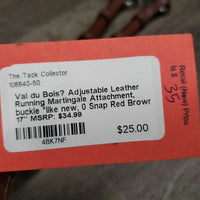 The Tack Collector
108840-50
Val du Bois? Adjustable Leather
Running Martingale Attachment,
buckle *like new, 0 Snap Red Browr
17" MSRP: $34.99
$25.00
4BK7NF
Retail (New) Price
is $ 35